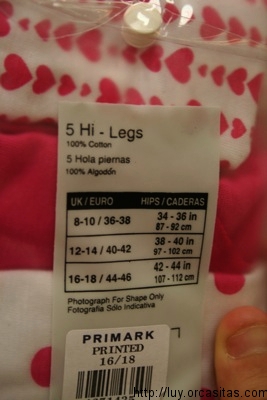 5 Hi - Legs
100% Cotton
5 Hola piernas
100% Algodón
UK / EURO HIPS / CADERAS
8-10 / 36-38 34 - 36 in
87 - 92 cm
12-14 / 40-42 38 - 40 in
97 - 102 cm
16-18 / 44-46 42 - 44 in
107 - 112 cm
Photograph For Shape Only
Fotografía Sólo Indicativa
PRIMARK
PRINTED
16/18
http://luy.orcasitas.com